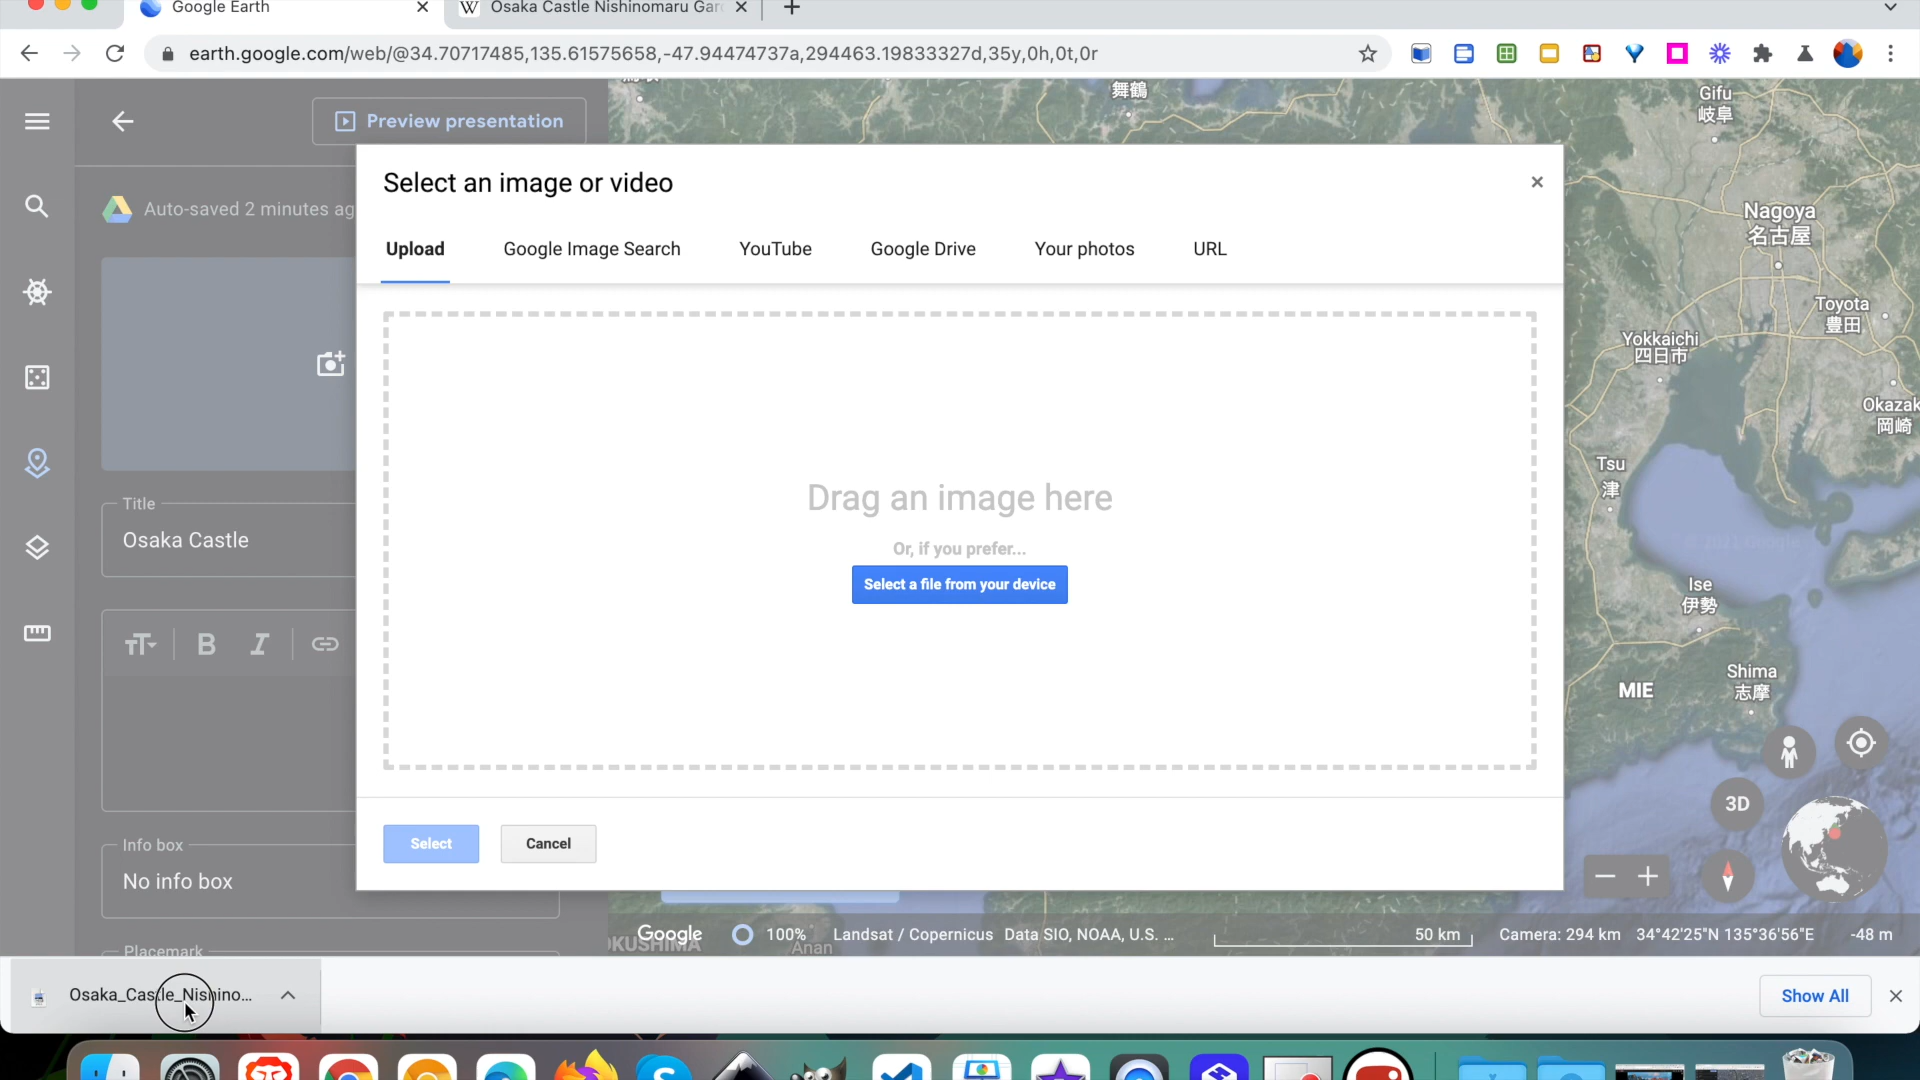 Google Earth
Osaka Castle Nishinomaru Gar
earth.google.com/web/@34.70717485,135.61575658,-47.94474737a,294463.19833327d,35y,0h,0t,0r
舞鶴
Gifu
岐阜
Preview presentation
Select an image or video
Auto-saved 2 minutes ag
Nagoya
名古屋
Upload
Google Image Search
YouTube
Google Drive
Your photos
URL
Toyota
豊田
Yokkaichi
四日市
Okazak
岡崎
Tsu
津
Drag an image here
Or, if you prefer...
Select a file from your device
Title
Osaka Castle
Ise
伊勢
B I
Shima
志摩
MIE
3D
Info box
No info box
Select
Cancel
Google
100%
Landsat / Copernicus Data SIO, NOAA, U.S. ...
50 km
Camera: 294 km 34°42'25"N 135°36'56"E
-48 m
KUSHIMA
Anan
Placemark
Osaka_Castle_Nishino...
Show All